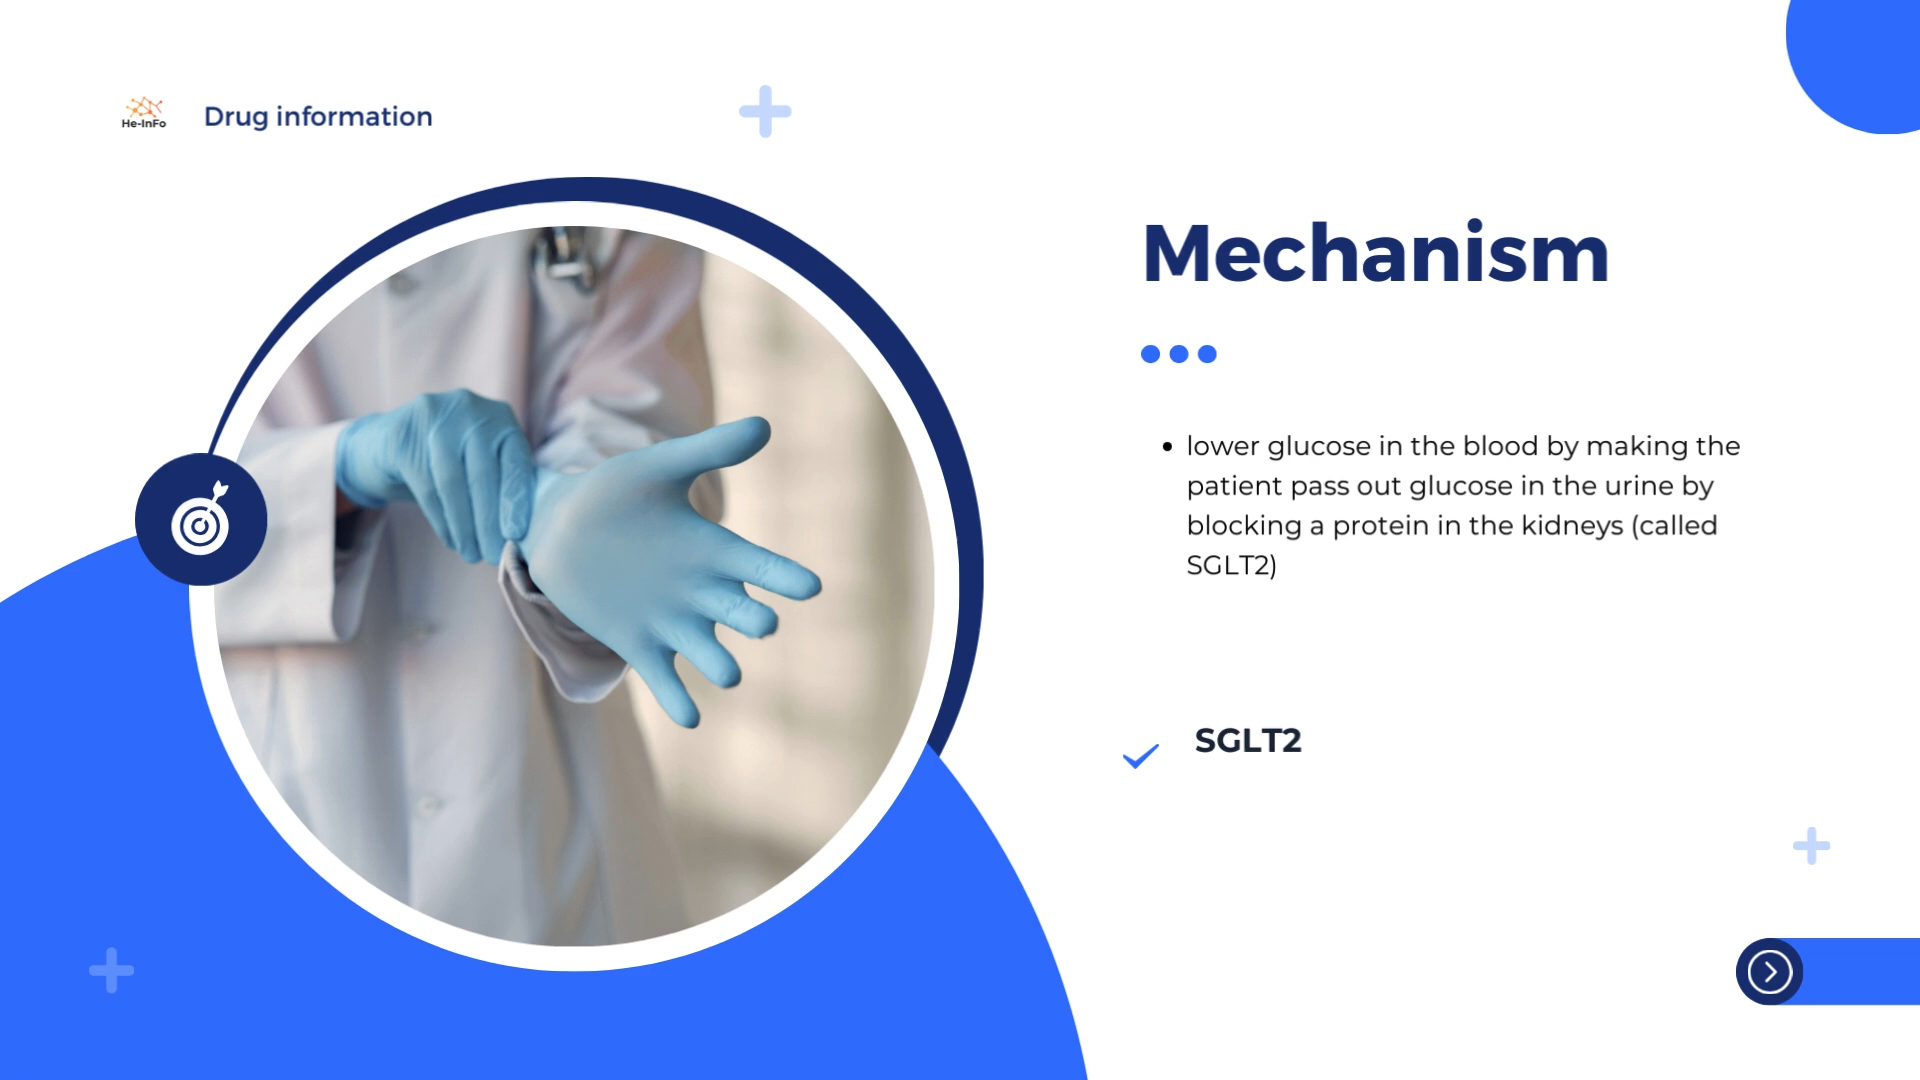 He-InFo
Drug information
Mechanism
lower glucose in the blood by making the
patient pass out glucose in the urine by
blocking a protein in the kidneys (called
SGLT2)
SGLT2